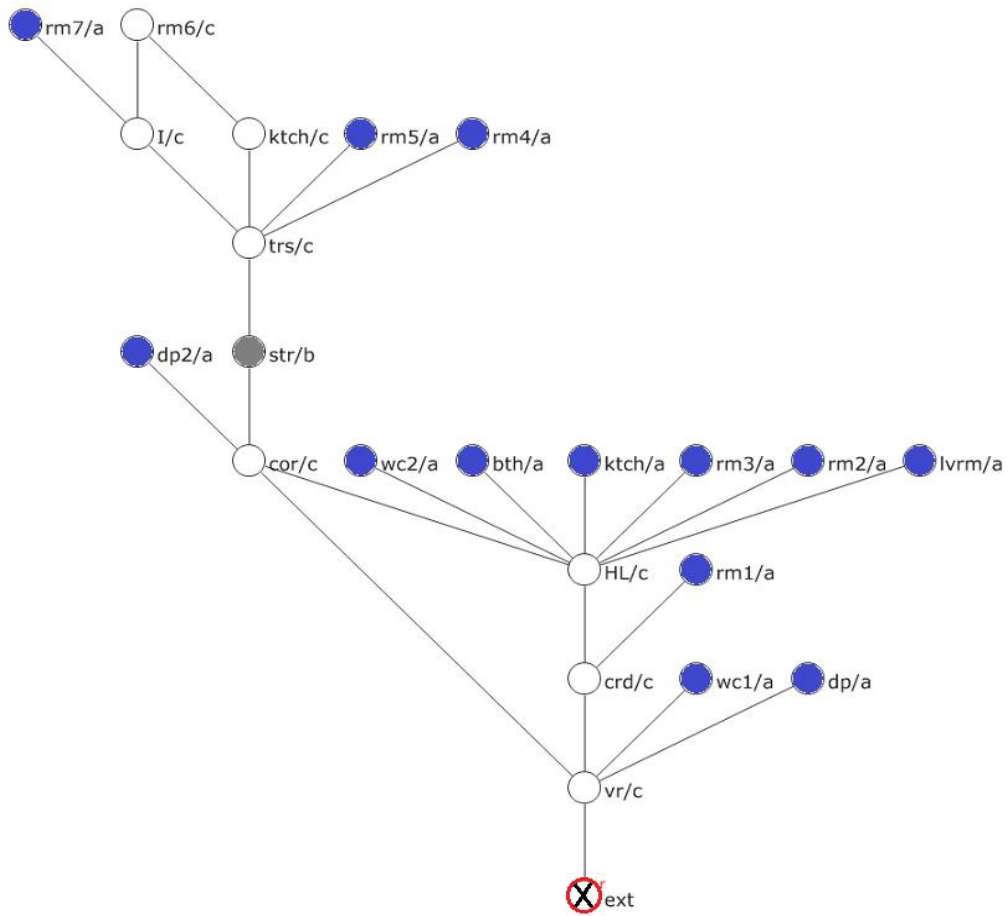 rm7/a rm6/c
I/c ktch/c rm5/a rm4/a
trs/c
dp2/a str/b
cor/c wc2/a bth/a ktch/a rm3/a rm2/a lvrm/a
HL/c rm1/a
crd/c wc1/a dp/a
vr/c
r
X ext